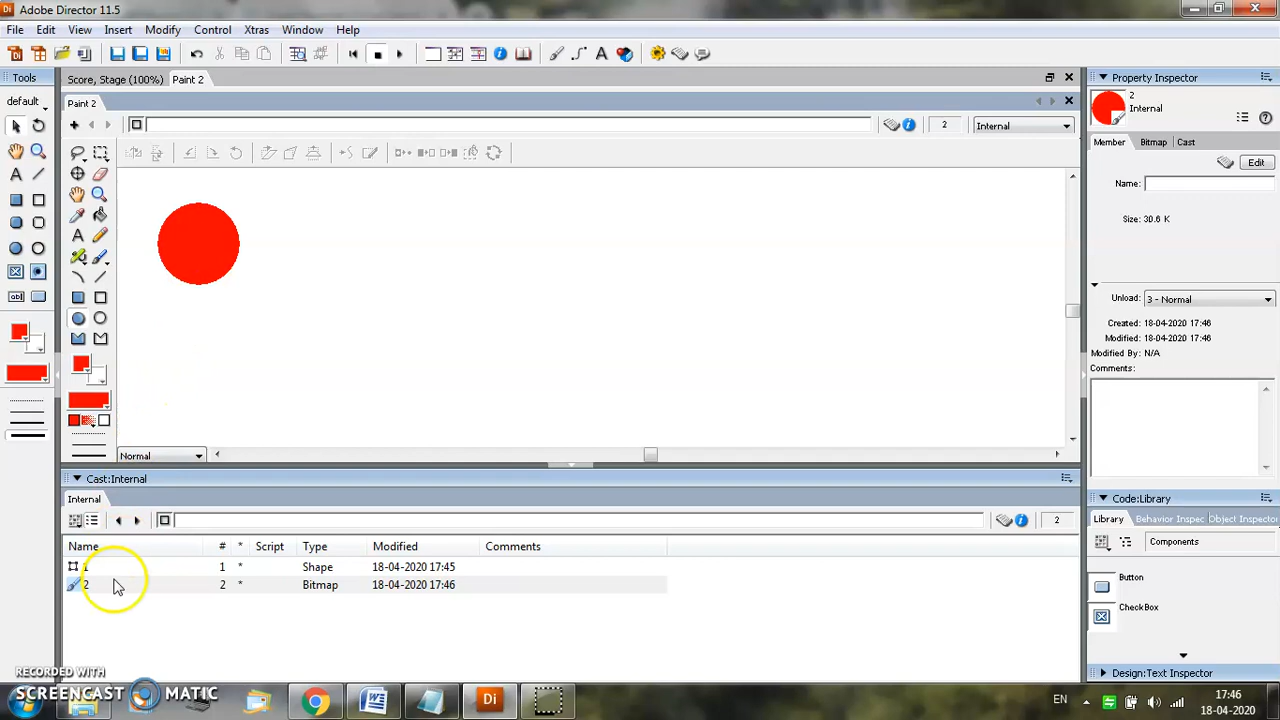 Adobe Director 11.5
File Edit View Insert Modify Control Xtras Window Help
Tools
Score, Stage (100%) Paint 2
Property Inspector
default
Paint 2
2
Internal
2 Internal
Member Bitmap Cast
Edit
Name:
Size: 30.6 K
Unload: 3 - Normal
Created: 18-04-2020 17:46
Modified: 18-04-2020 17:46
Modified By: N/A
Comments:
Normal
Cast:Internal
Internal
2
Name # * Script Type Modified Comments
1 1 * Shape 18-04-2020 17:45
2 2 * Bitmap 18-04-2020 17:46
Code:Library
Library Behavior Inspec Object Inspector
Components
Button
CheckBox
Design:Text Inspector
RECORDED WITH
SCREENCAST MATIC
Di
EN
17:46
18-04-2020